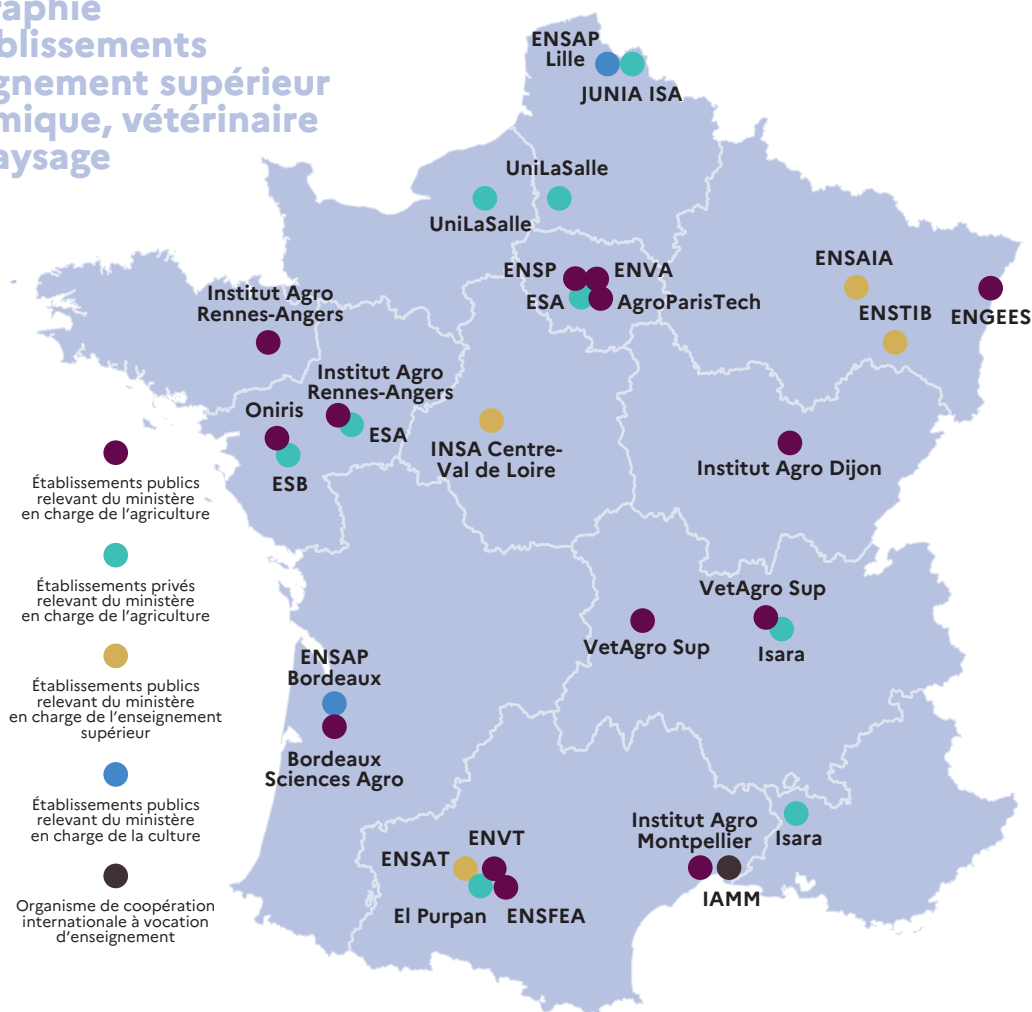 raphie
blissements
gnement supérieur
mique, vétérinaire
aysage
ENSAP
Lille
JUNIA ISA
UniLaSalle
UniLaSalle
ENSP
ENVA
ESA
AgroParisTech
ENSAIA
ENSTIB
ENGEES
Institut Agro
Rennes-Angers
Institut Agro
Rennes-Angers
Oniris
ESA
ESB
INSA Centre-
Val de Loire
Institut Agro Dijon
VetAgro Sup
VetAgro Sup
Isara
ENSAP
Bordeaux
Bordeaux
Sciences Agro
ENVT
ENSAT
El Purpan
ENSFEA
Institut Agro
Montpellier
Isara
IAMM
Établissements publics
relevant du ministère
en charge de l’agriculture
Établissements privés
relevant du ministère
en charge de l’agriculture
Établissements publics
relevant du ministère
en charge de l’enseignement
supérieur
Établissements publics
relevant du ministère
en charge de la culture
Organisme de coopération
internationale à vocation
d’enseignement